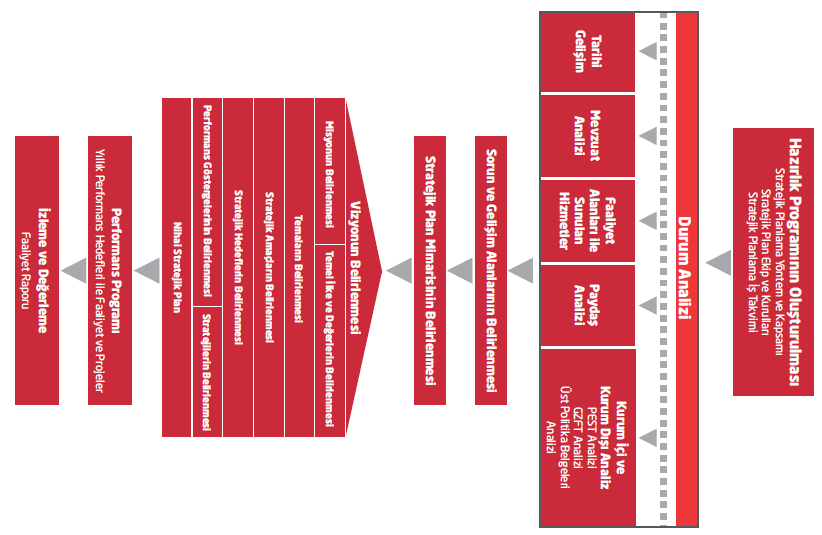 Hazırlık Programının Oluşturulması
Stratejik Planlama Yöntem ve Kapsamı
Stratejik Plan Ekip ve Kurulları
Stratejik Planlama İş Takvimi
Durum Analizi
Tarihi
Gelişim
Mevzuat
Analizi
Faaliyet
Alanları ile
Sunulan
Hizmetler
Paydaş
Analizi
Kurum İçi ve
Kurum Dışı Analiz
PEST Analizi
GZFT Analizi
Üst Politika Belgeleri
Analizi
Sorun ve Gelişim Alanlarının Belirlenmesi
Stratejik Plan Mimarisinin Belirlenmesi
Vizyonun Belirlenmesi
Misyonun Belirlenmesi
Temel İlke ve Değerlerin Belirlenmesi
Temaların Belirlenmesi
Stratejik Amaçların Belirlenmesi
Stratejik Hedeflerin Belirlenmesi
Performans Göstergelerinin Belirlenmesi
Stratejilerin Belirlenmesi
Nihai Stratejik Plan
Performans Programı
Yıllık Performans Hedefleri ile Faaliyet ve Projeler
İzleme ve Değerleme
Faaliyet Raporu